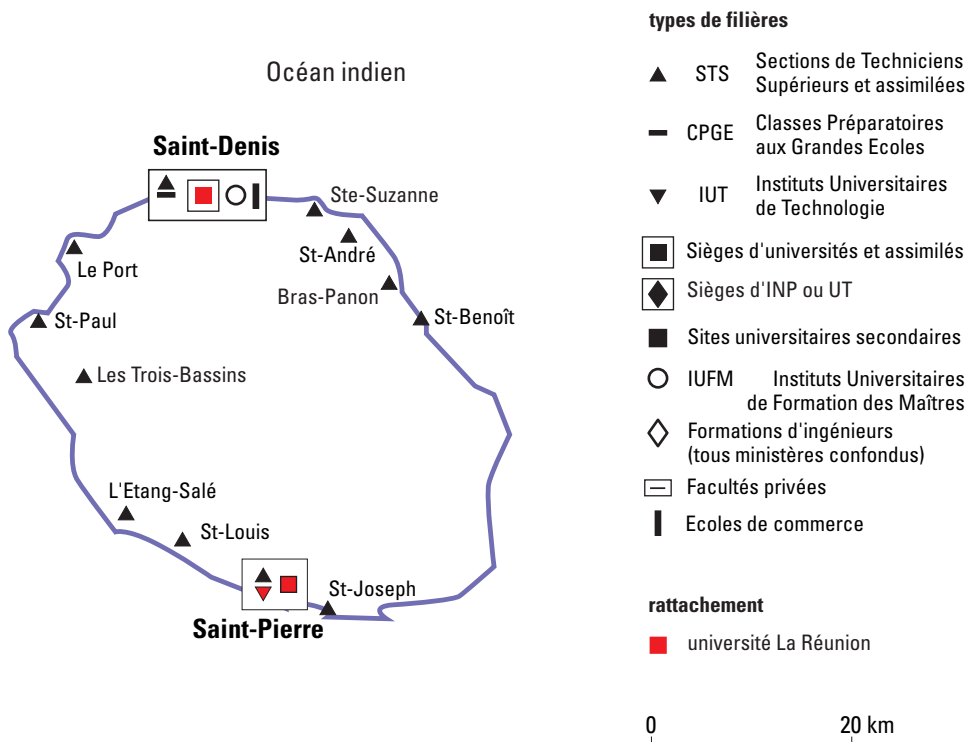 Océan indien
Saint-Denis
Ste-Suzanne
St-André
Le Port
Bras-Panon
St-Paul
St-Benoît
Les Trois-Bassins
L'Etang-Salé
St-Louis
St-Joseph
Saint-Pierre
types de filières
STS Sections de Techniciens
Supérieurs et assimilées
CPGE Classes Préparatoires
aux Grandes Ecoles
IUT Instituts Universitaires
de Technologie
Sièges d'universités et assimilés
Sièges d'INP ou UT
Sites universitaires secondaires
IUFM Instituts Universitaires
de Formation des Maîtres
Formations d'ingénieurs
(tous ministères confondus)
Facultés privées
Ecoles de commerce
rattachement
université La Réunion
0 20 km